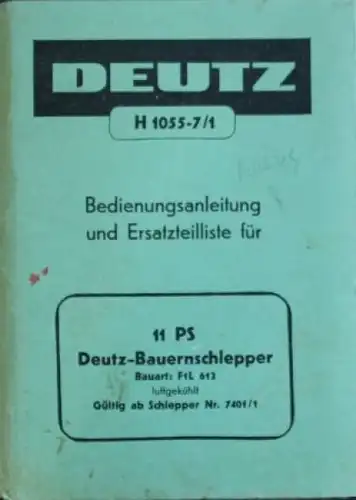 DEUTZ
H 1055-7/1
Bedienungsanleitung
und Ersatzteilliste für
11 PS
Deutz-Bauernschlepper
Bauart: F1L 612
luftgekühlt
Gültig ab Schlepper Nr. 7401/1